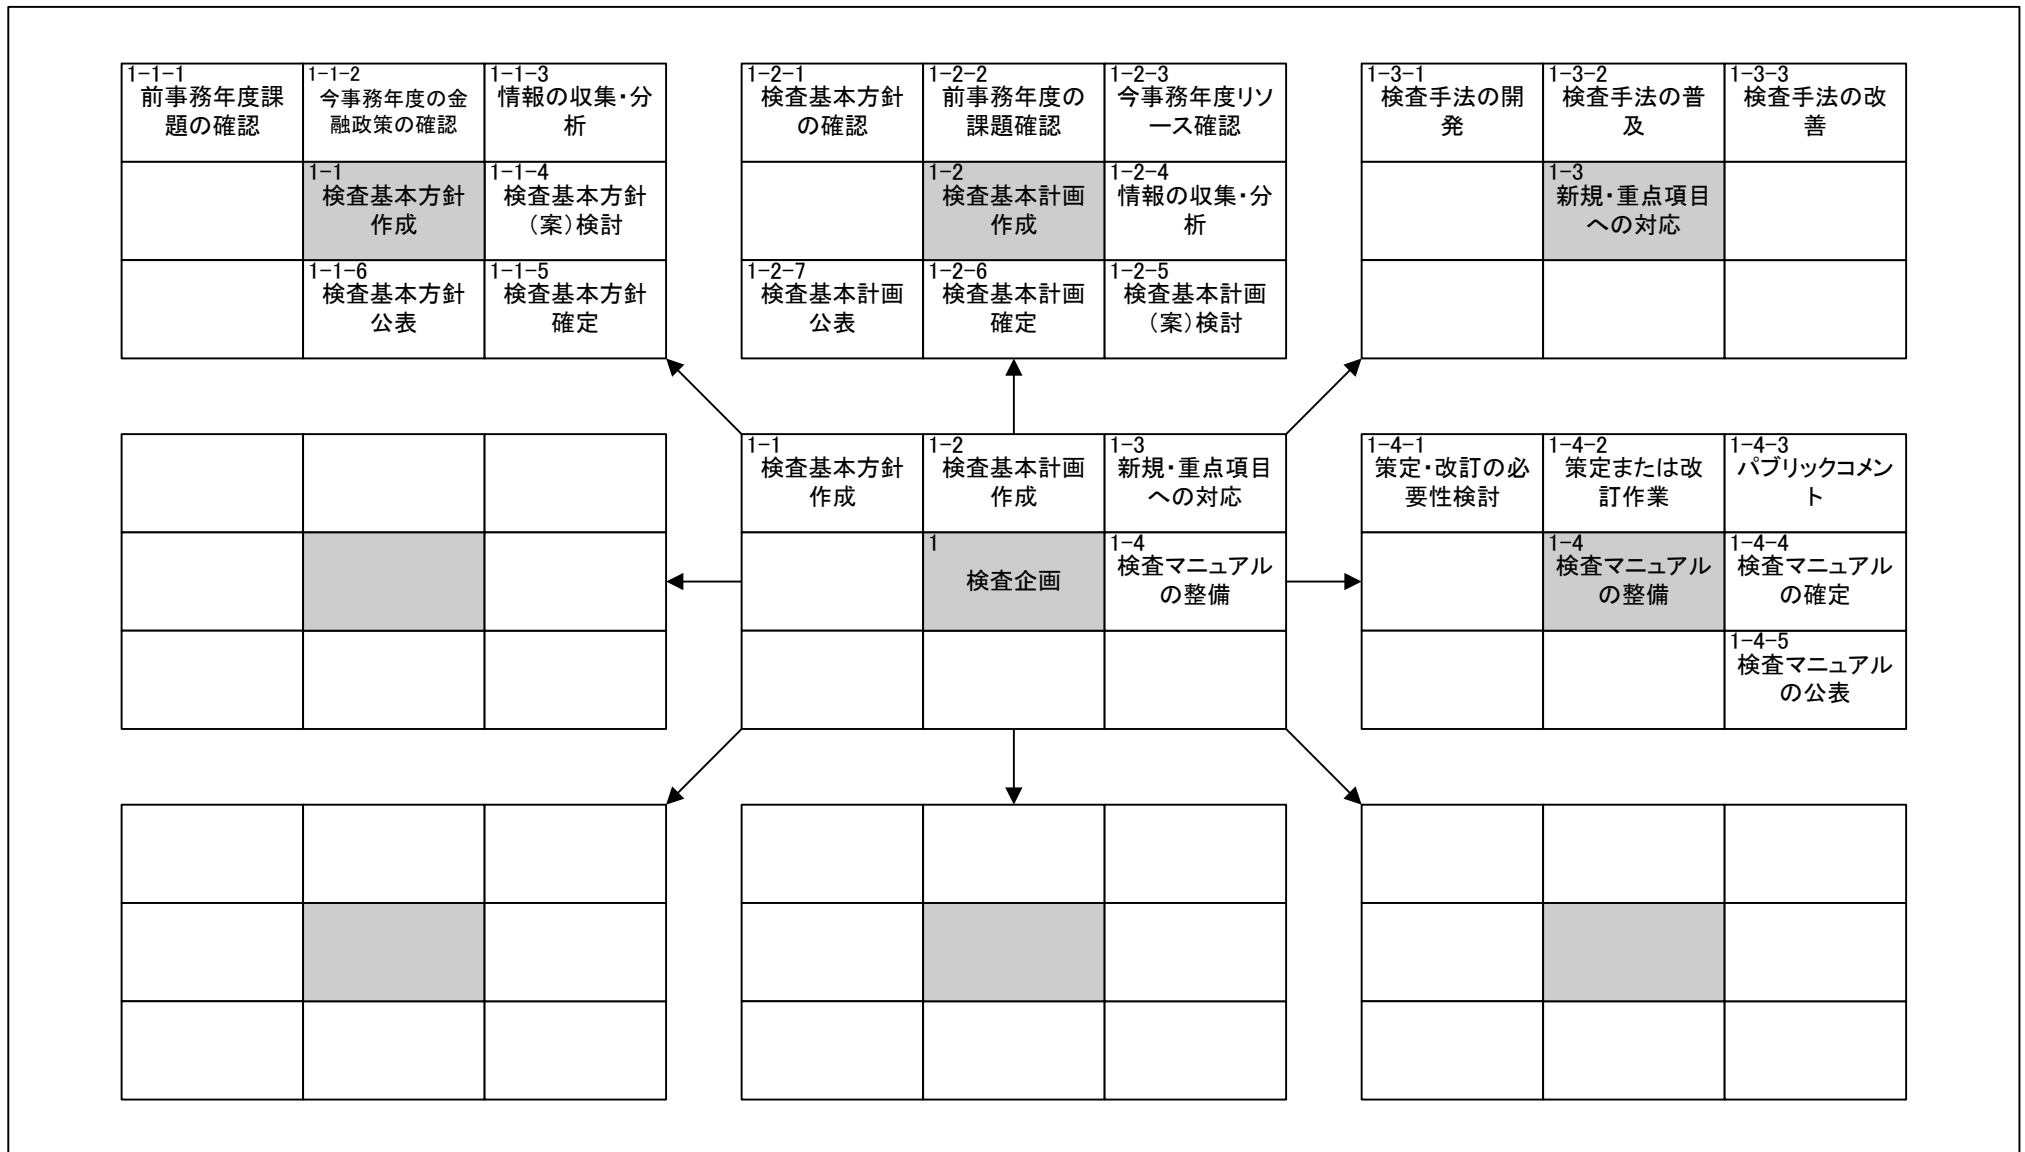 1-1-1
前事務年度課
題の確認
1-1-2
今事務年度の金
融政策の確認
1-1-3
情報の収集・分
析
1-1
検査基本方針
作成
1-1-4
検査基本方針
（案）検討
1-1-6
検査基本方針
公表
1-1-5
検査基本方針
確定
1-2-1
検査基本方針
の確認
1-2-2
前事務年度の
課題確認
1-2-3
今事務年度リソ
ース確認
1-2
検査基本計画
作成
1-2-4
情報の収集・分
析
1-2-7
検査基本計画
公表
1-2-6
検査基本計画
確定
1-2-5
検査基本計画
（案）検討
1-3-1
検査手法の開
発
1-3-2
検査手法の普
及
1-3-3
検査手法の改
善
1-3
新規・重点項目
への対応
1-1
検査基本方針
作成
1-2
検査基本計画
作成
1-3
新規・重点項目
への対応
1
検査企画
1-4
検査マニュアル
の整備
1-4-1
策定・改訂の必
要性検討
1-4-2
策定または改
訂作業
1-4-3
パブリックコメン
ト
1-4
検査マニュアル
の整備
1-4-4
検査マニュアル
の確定
1-4-5
検査マニュアル
の公表